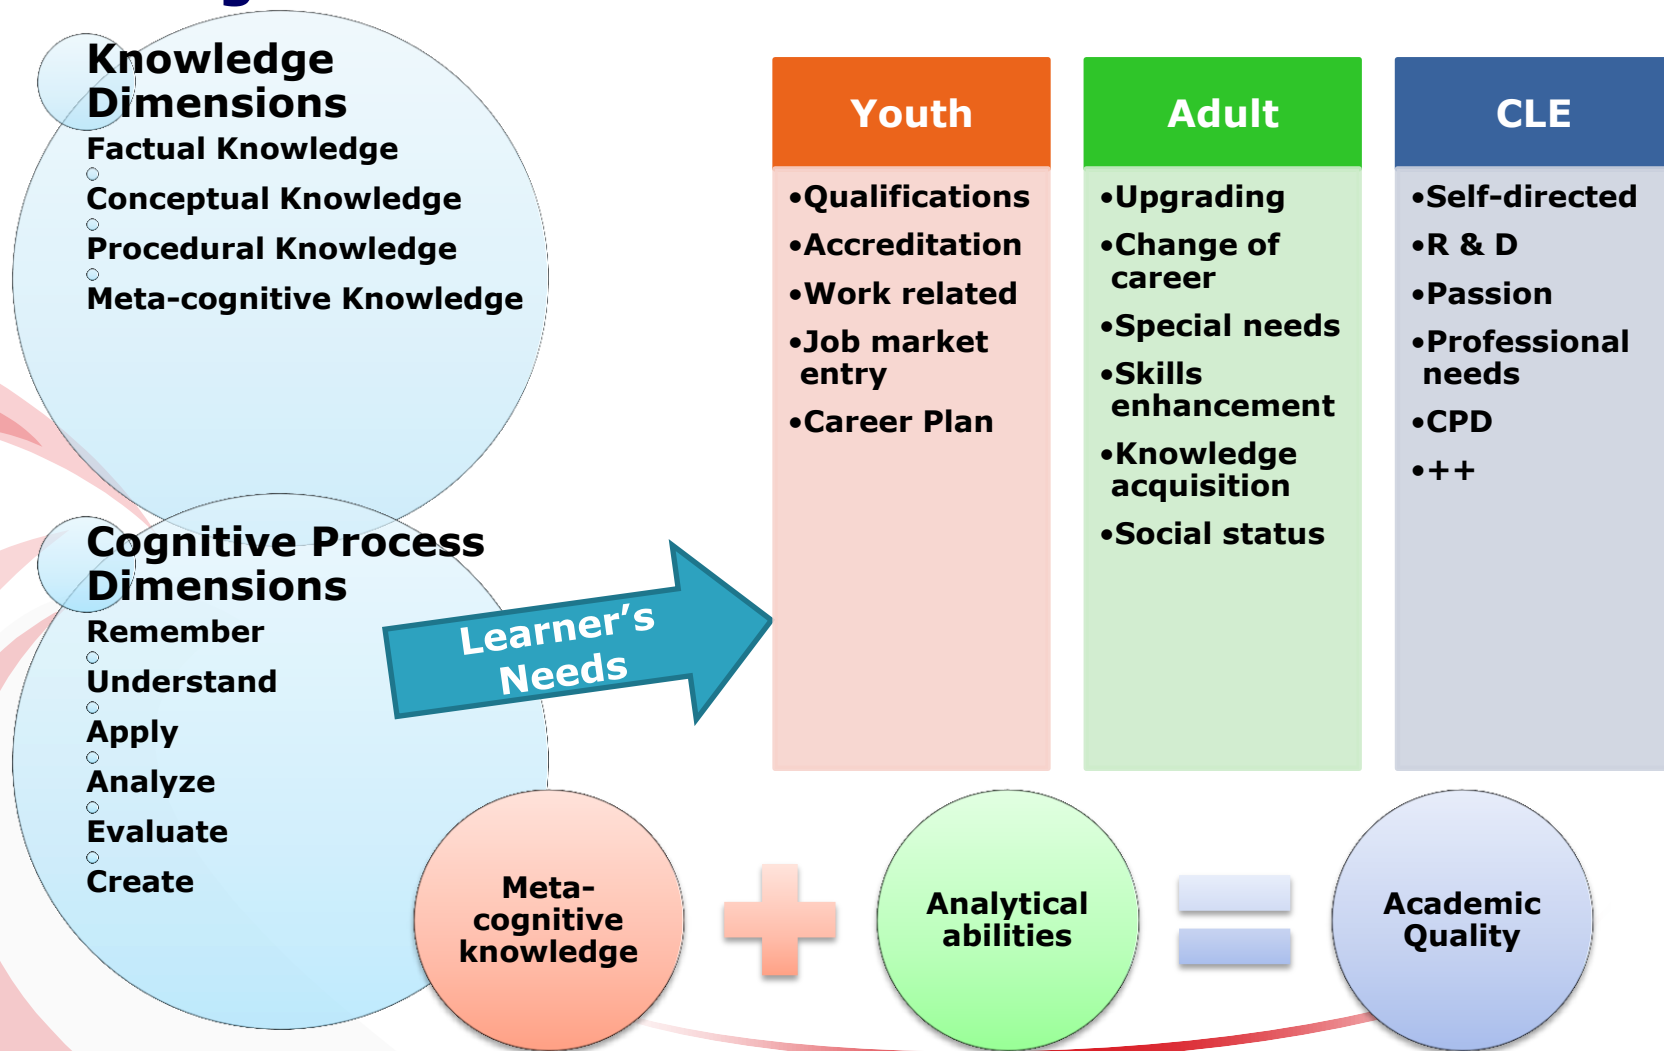 Knowledge
Dimensions
Factual Knowledge
Conceptual Knowledge
Procedural Knowledge
Meta-cognitive Knowledge
Cognitive Process
Dimensions
Remember
Understand
Apply
Analyze
Evaluate
Create
Learner’s
Needs
Youth
•Qualifications
•Accreditation
•Work related
•Job market
entry
•Career Plan
Adult
•Upgrading
•Change of
career
•Special needs
•Skills
enhancement
•Knowledge
acquisition
•Social status
CLE
•Self-directed
•R & D
•Passion
•Professional
needs
•CPD
•++
Meta-
cognitive
knowledge
Analytical
abilities
Academic
Quality